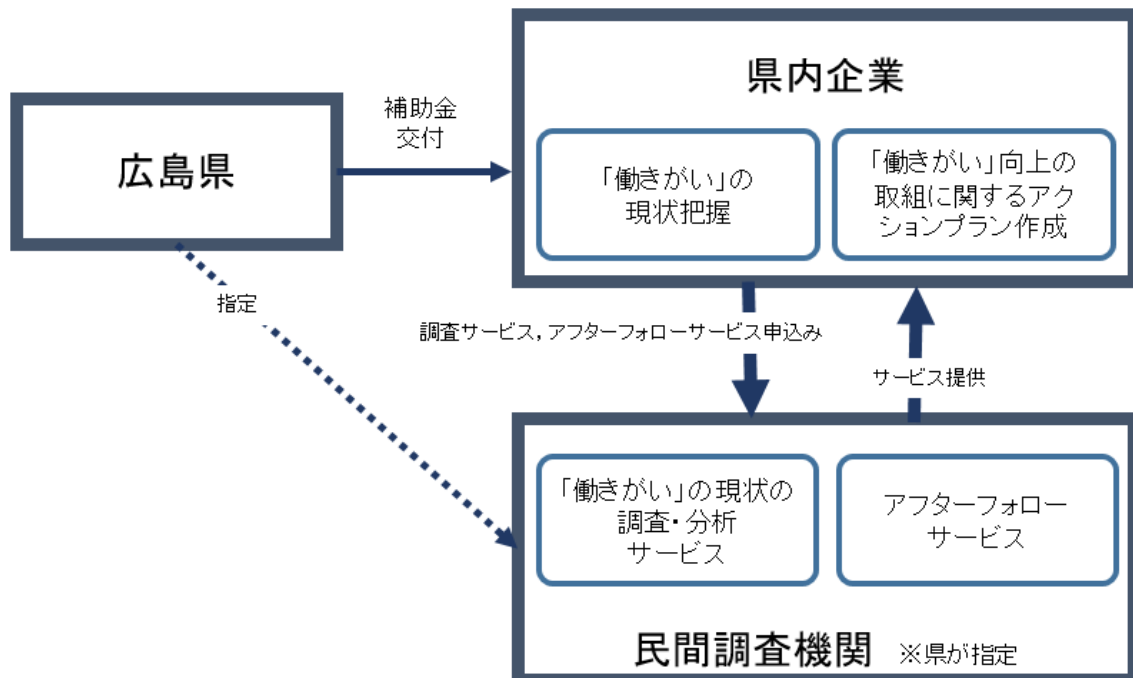 広島県
補助金
交付
県内企業
「働きがい」の
現状把握
「働きがい」向上の
取組に関するアク
ションプラン作成
指定
調査サービス,アフターフォローサービス申込み
サービス提供
「働きがい」の現状の
調査・分析
サービス
アフターフォロー
サービス
民間調査機関 ※県が指定